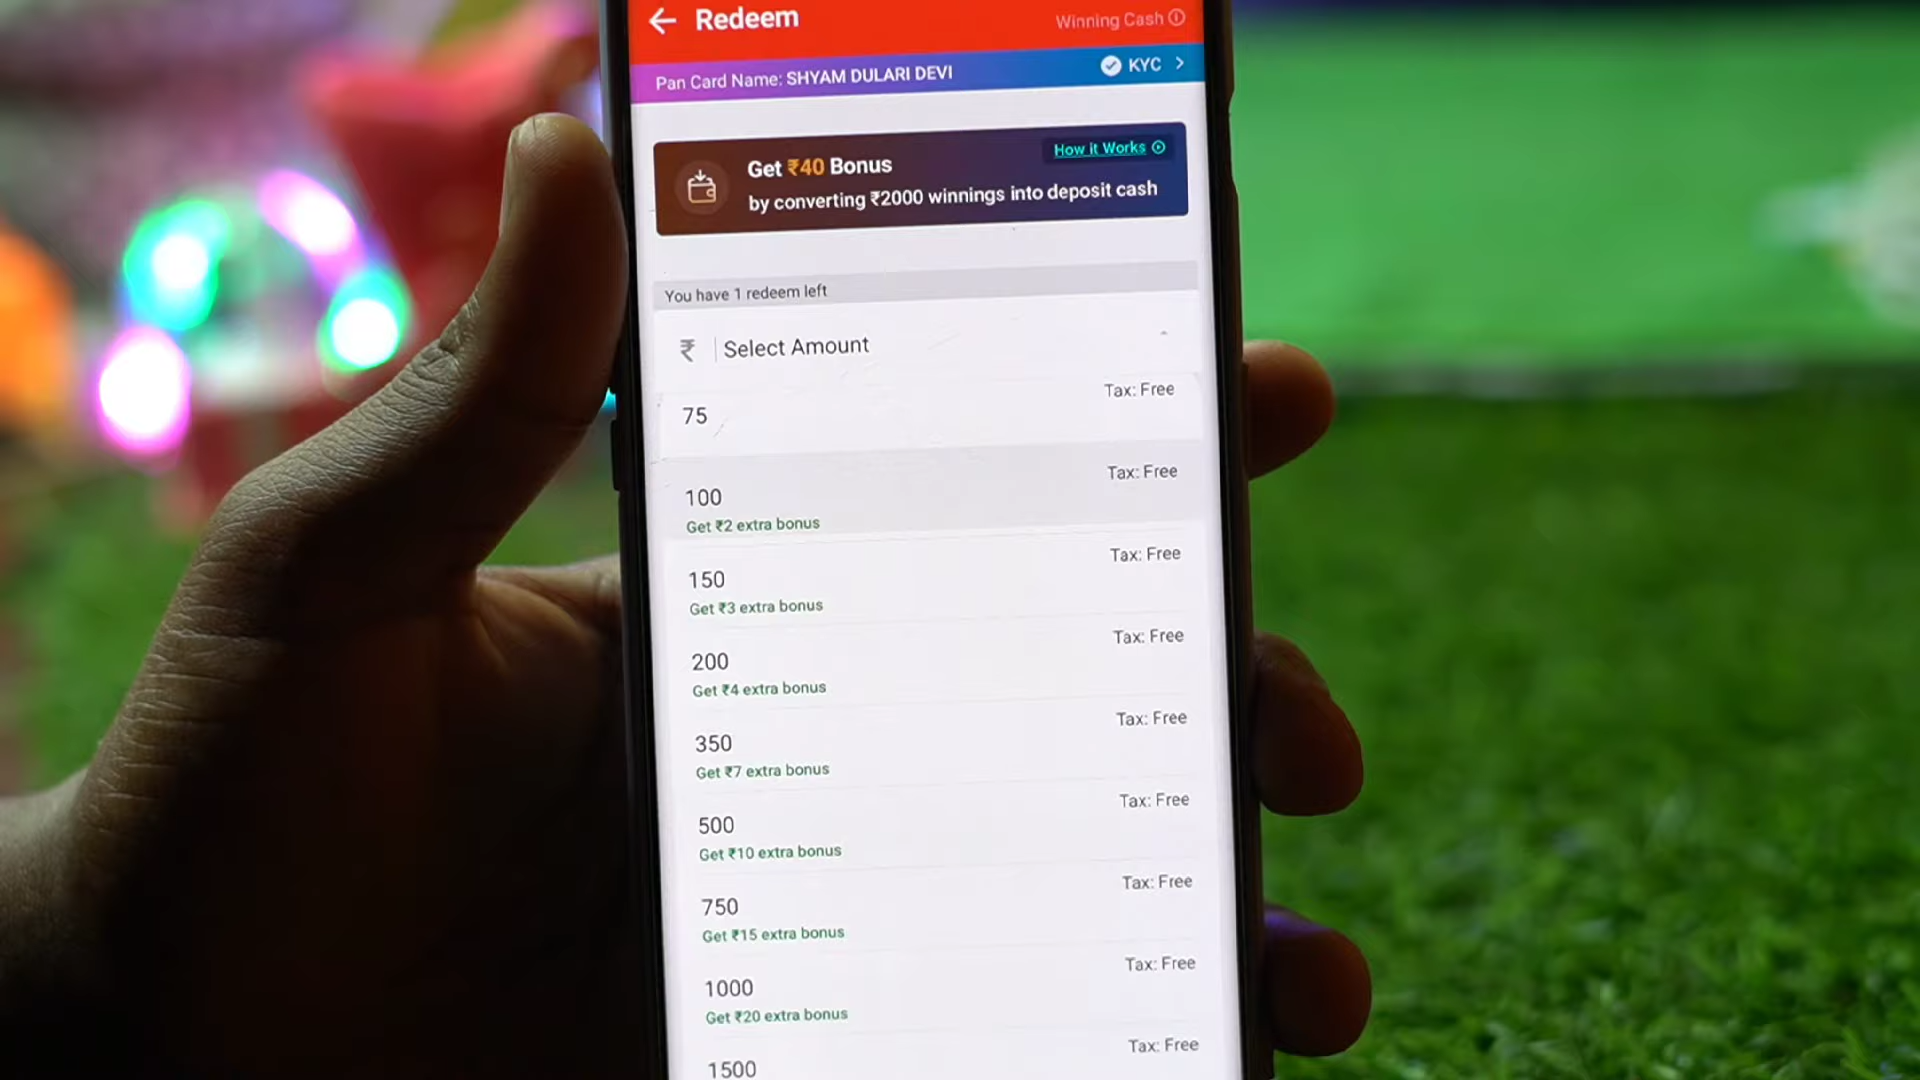 Redeem
Winning Cash
Pan Card Name: SHYAM DULARI DEVI
KYC
How it Works
Get ₹40 Bonus
by converting ₹2000 winnings into deposit cash
You have 1 redeem left
₹ Select Amount
Tax: Free
75
Tax: Free
100
Get ₹2 extra bonus
Tax: Free
150
Get ₹3 extra bonus
Tax: Free
200
Get ₹4 extra bonus
Tax: Free
350
Get ₹7 extra bonus
Tax: Free
500
Get ₹10 extra bonus
Tax: Free
750
Get ₹15 extra bonus
Tax: Free
1000
Get ₹20 extra bonus
Tax: Free
1500